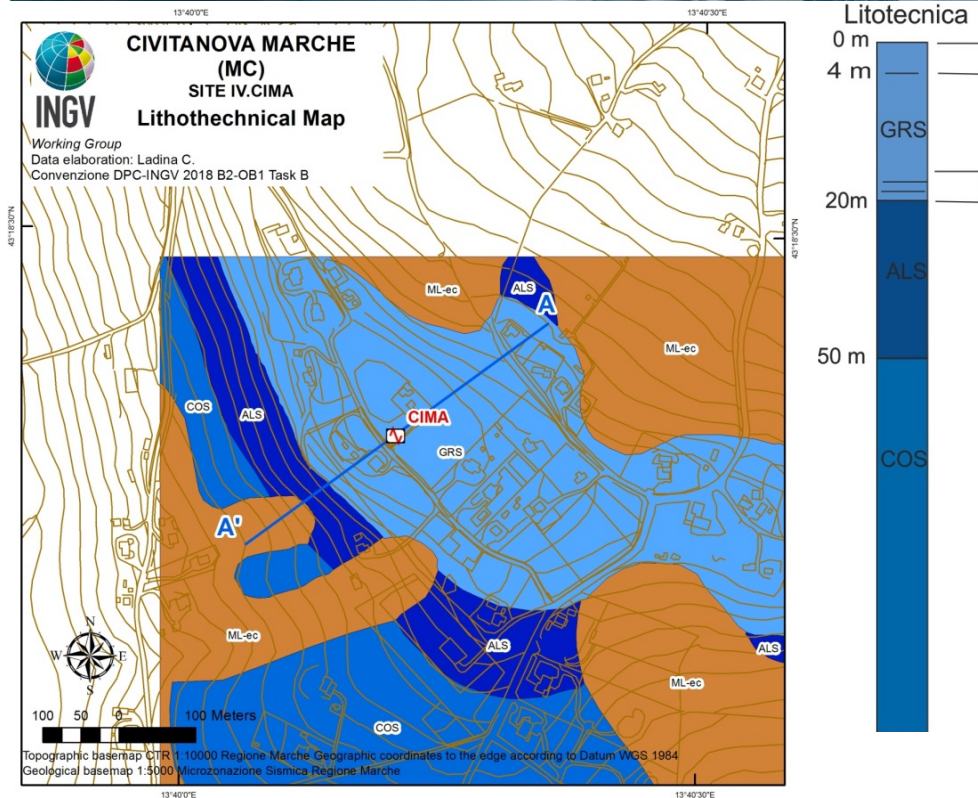 13°40'0"E
13°40'30"E
CIVITANOVA MARCHE
(MC)
SITE IV.CIMA
Lithothechnical Map
INGV
Working Group
Data elaboration: Ladina C.
Convenzione DPC-INGV 2018 B2-OB1 Task B
43°18'30"N
43°18'30"N
ML-ec
ALS
A
ML-ec
COS
ALS
CIMA
GRS
A'
ML-ec
ALS
ALS
ML-ec
COS
N
W E
S
100 50 0 100 Meters
Topographic basemap CTR 1:10000 Regione Marche Geographic coordinates to the edge according to Datum WGS 1984
Geological basemap 1:5000 Microzonazione Sismica Regione Marche
13°40'0"E
13°40'30"E
Litotecnica
0 m
4 m
GRS
20m
ALS
50 m
COS